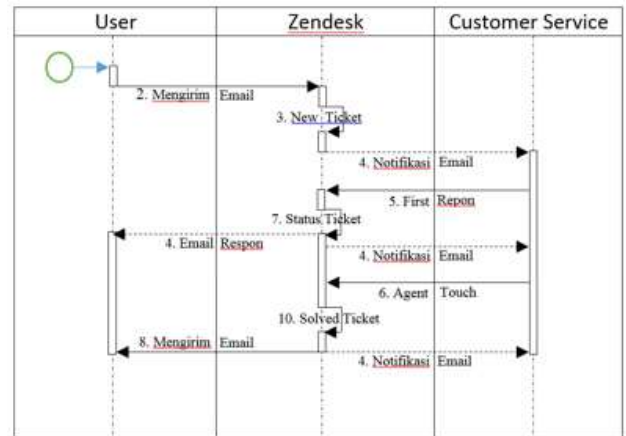 User Zendesk Customer Service
2. Mengirim Email
3. New Ticket
4. Notifikasi Email
5. First Repon
7. Status Ticket
4. Email Respon
4. Notifikasi Email
6. Agent Touch
10. Solved Ticket
8. Mengirim Email
4. Notifikasi Email